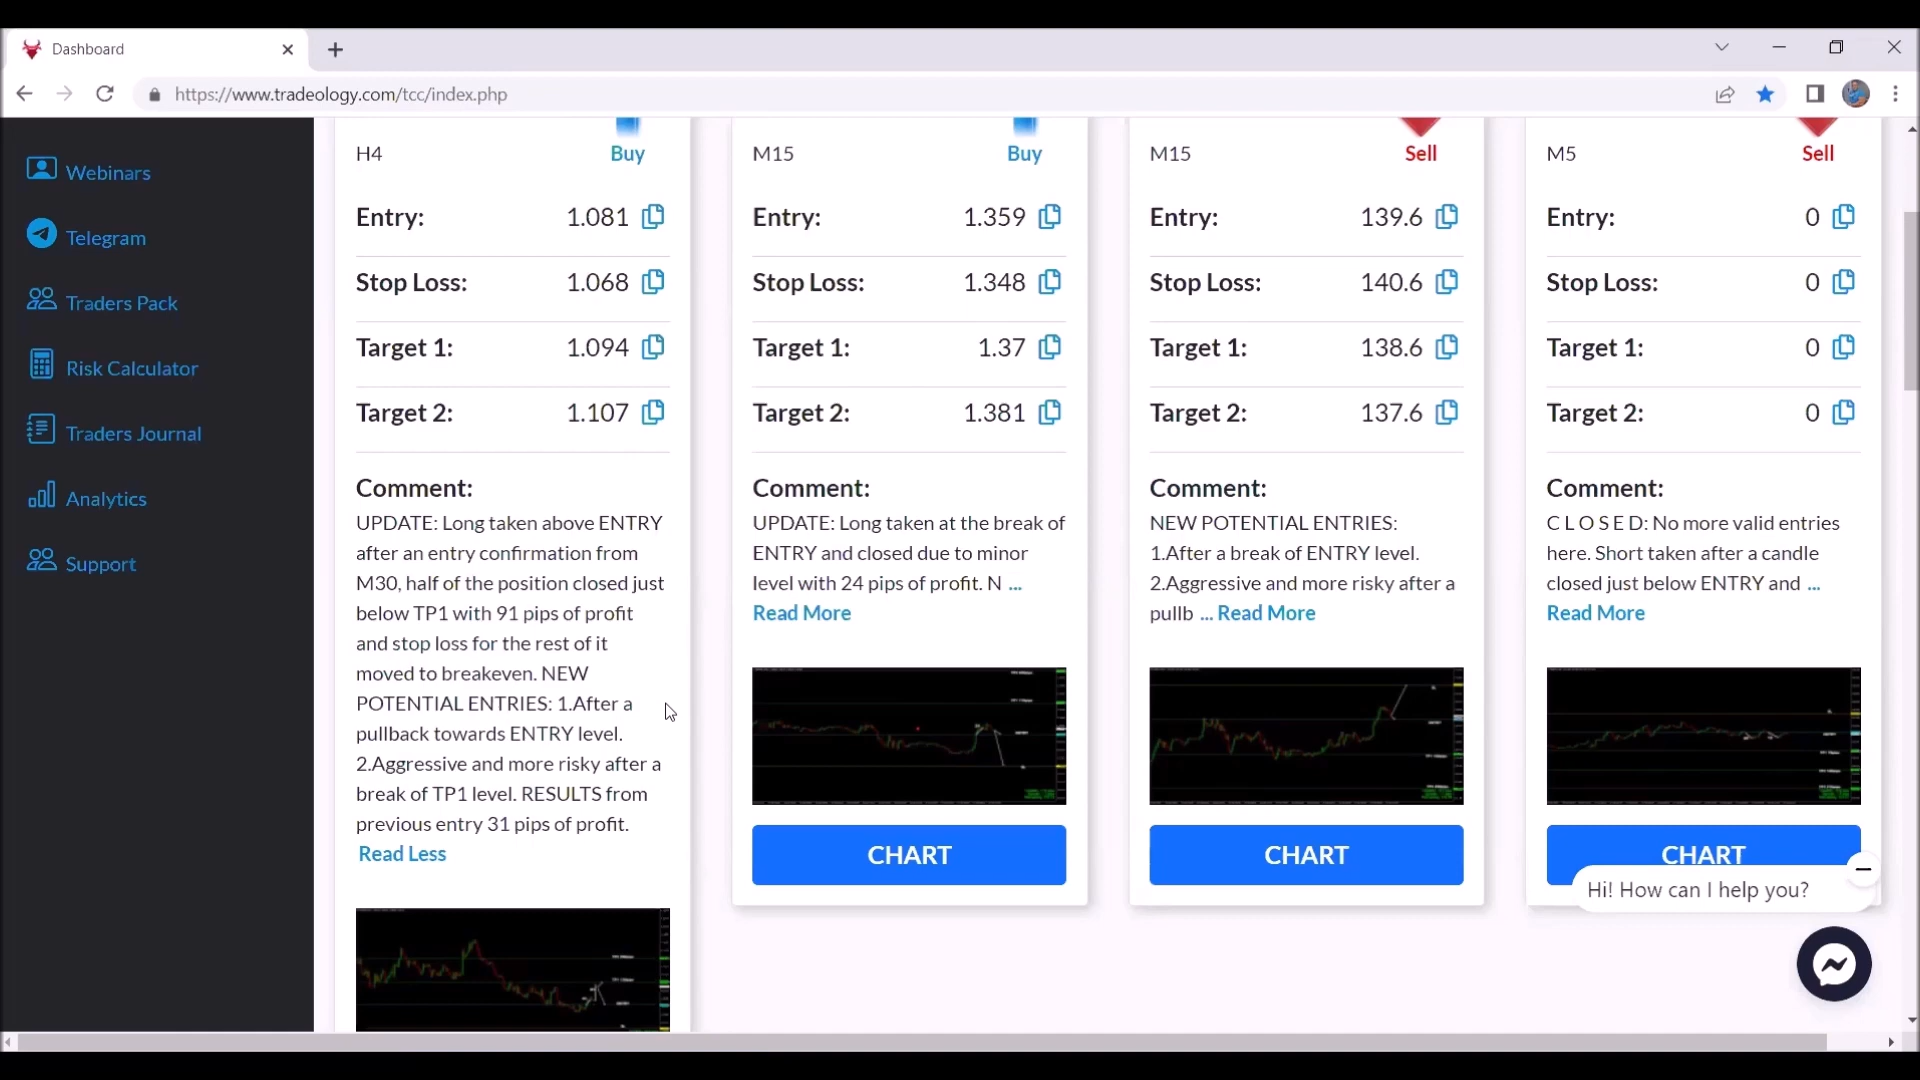 Dashboard
https://www.tradeology.com/tcc/index.php
Webinars
Telegram
Traders Pack
Risk Calculator
Traders Journal
Analytics
Support
H4
Buy
Entry: 1.081
Stop Loss: 1.068
Target 1: 1.094
Target 2: 1.107
Comment:
UPDATE: Long taken above ENTRY
after an entry confirmation from
M30, half of the position closed just
below TP1 with 91 pips of profit
and stop loss for the rest of it
moved to breakeven. NEW
POTENTIAL ENTRIES: 1.After a
pullback towards ENTRY level.
2.Aggressive and more risky after a
break of TP1 level. RESULTS from
previous entry 31 pips of profit.
Read Less
M15
Buy
Entry: 1.359
Stop Loss: 1.348
Target 1: 1.37
Target 2: 1.381
Comment:
UPDATE: Long taken at the break of
ENTRY and closed due to minor
level with 24 pips of profit. N ...
Read More
CHART
M15
Sell
Entry: 139.6
Stop Loss: 140.6
Target 1: 138.6
Target 2: 137.6
Comment:
NEW POTENTIAL ENTRIES:
1.After a break of ENTRY level.
2.Aggressive and more risky after a
pullb ... Read More
CHART
M5
Sell
Entry: 0
Stop Loss: 0
Target 1: 0
Target 2: 0
Comment:
C L O S E D: No more valid entries
here. Short taken after a candle
closed just below ENTRY and ...
Read More
CHART
Hi! How can I help you?